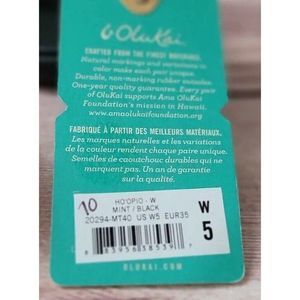 OluKai
CRAFTED FROM THE FINEST MATERIALS.
Natural markings and variations in
color make each pair unique.
Durable, non-marking rubber outsoles.
One-year quality guarantee. Every pair
of OluKai supports Ama OluKai
Foundation's mission in Hawaii.
www.amaolukaifoundation.org
FABRIQUÉ À PARTIR DES MEILLEURS MATÉRIAUX.
Les marques naturelles et les variations
de la couleur rendent chaque paire unique.
Semelles de caoutchouc durables qui ne
marquent pas. Un an de garantie
sur la qualité.
HO'OPIO - W
MINT / BLACK
20294-MT40 US W5 EUR35
W
5
OLUKAI.COM